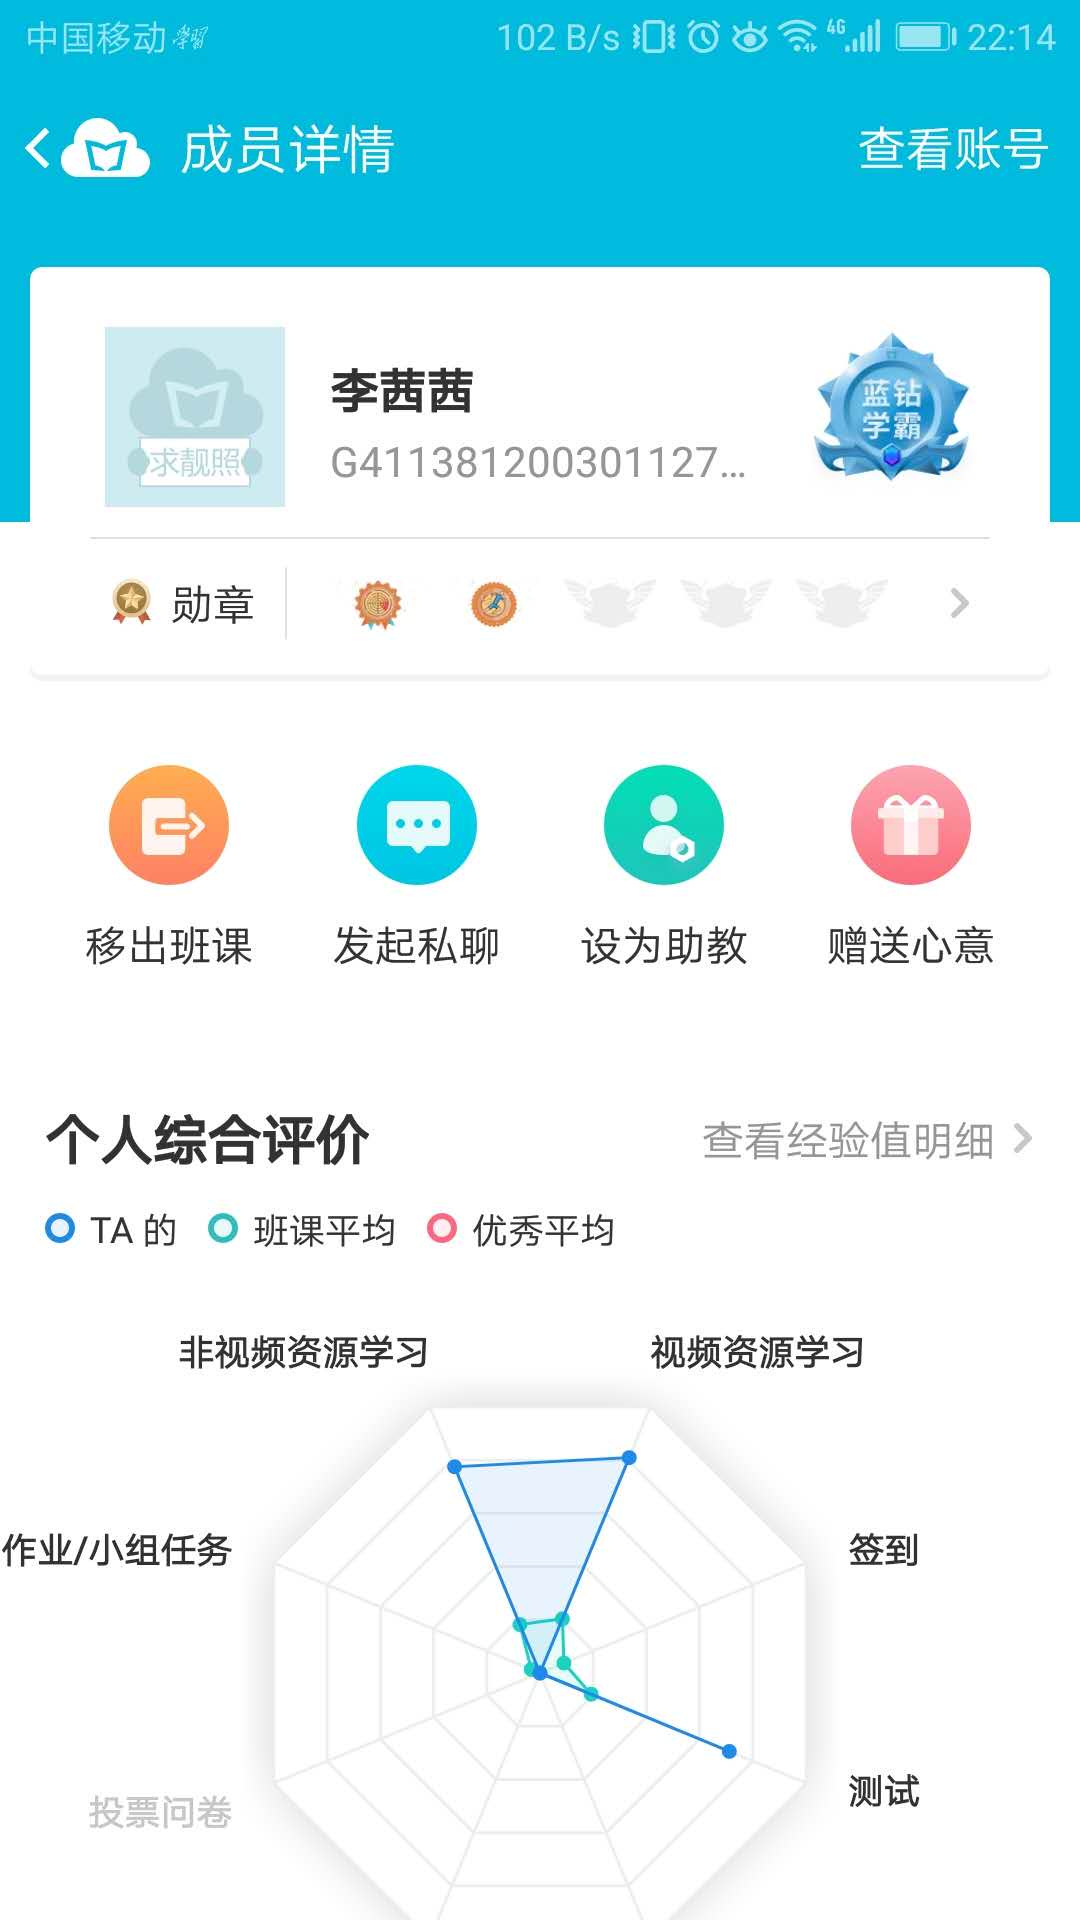 中国移动 學習 102 B/s 4G 22:14
成员详情 查看账号
求靓照
李茜茜
G411381200301127...
蓝钻
学霸
勋章
移出班课 发起私聊 设为助教 赠送心意
个人综合评价 查看经验值明细
TA 的 班课平均 优秀平均
非视频资源学习 视频资源学习
作业/小组任务 签到
投票问卷 测试